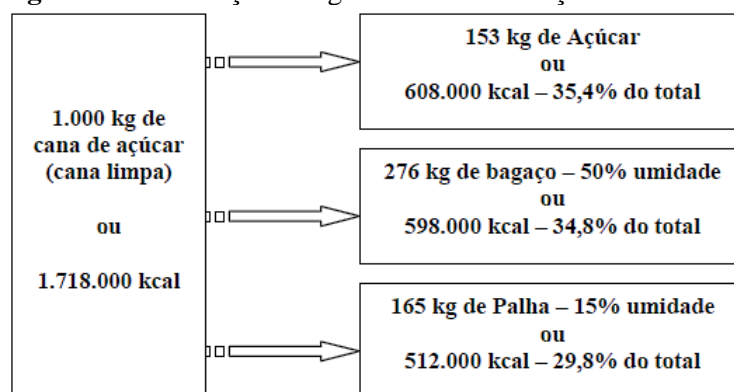 1.000 kg de
cana de açúcar
(cana limpa)
ou
1.718.000 kcal
153 kg de Açúcar
ou
608.000 kcal – 35,4% do total
276 kg de bagaço – 50% umidade
ou
598.000 kcal – 34,8% do total
165 kg de Palha – 15% umidade
ou
512.000 kcal – 29,8% do total